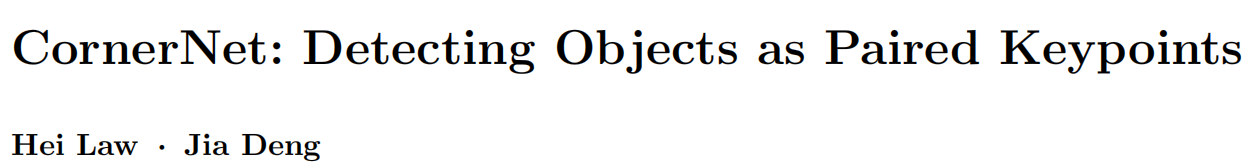 CornerNet: Detecting Objects as Paired Keypoints
Hei Law · Jia Deng